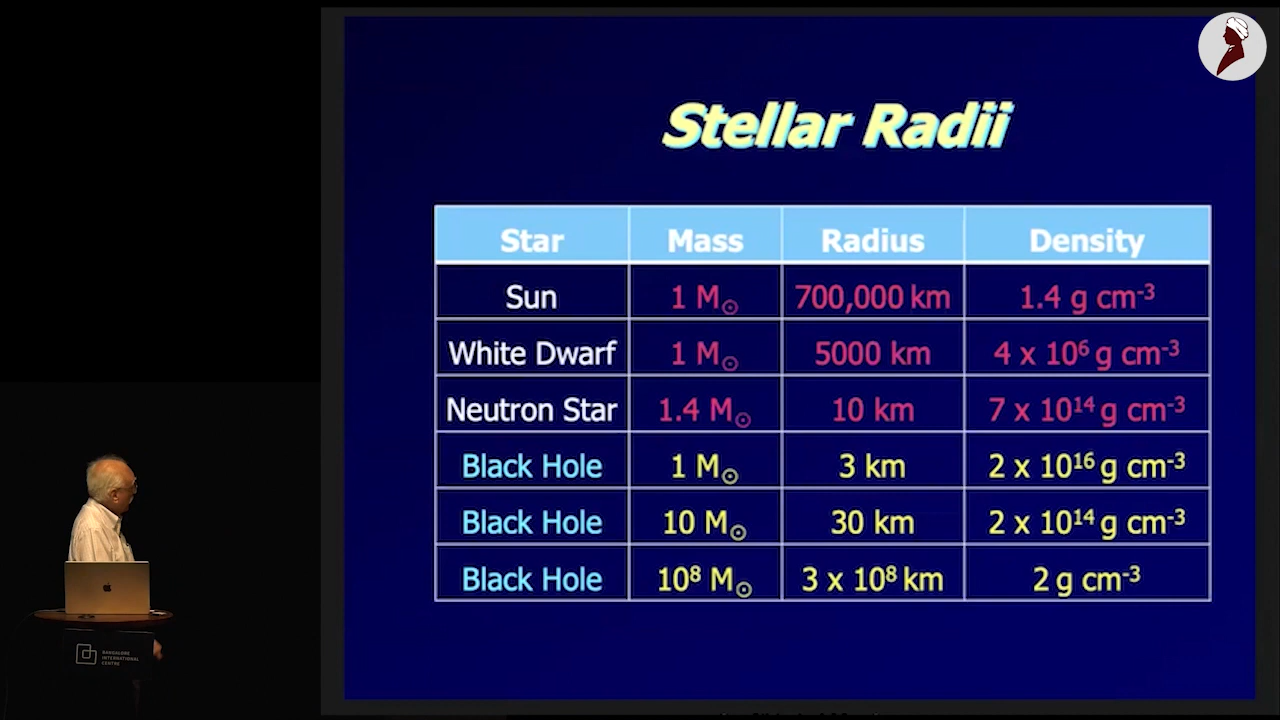 Stellar Radii
Star Mass Radius Density
Sun 1 M☉ 700,000 km 1.4 g cm⁻³
White Dwarf 1 M☉ 5000 km 4 x 10⁶ g cm⁻³
Neutron Star 1.4 M☉ 10 km 7 x 10¹⁴ g cm⁻³
Black Hole 1 M☉ 3 km 2 x 10¹⁶ g cm⁻³
Black Hole 10 M☉ 30 km 2 x 10¹⁴ g cm⁻³
Black Hole 10⁸ M☉ 3 x 10⁸ km 2 g cm⁻³
BANGALORE
INTERNATIONAL
CENTRE